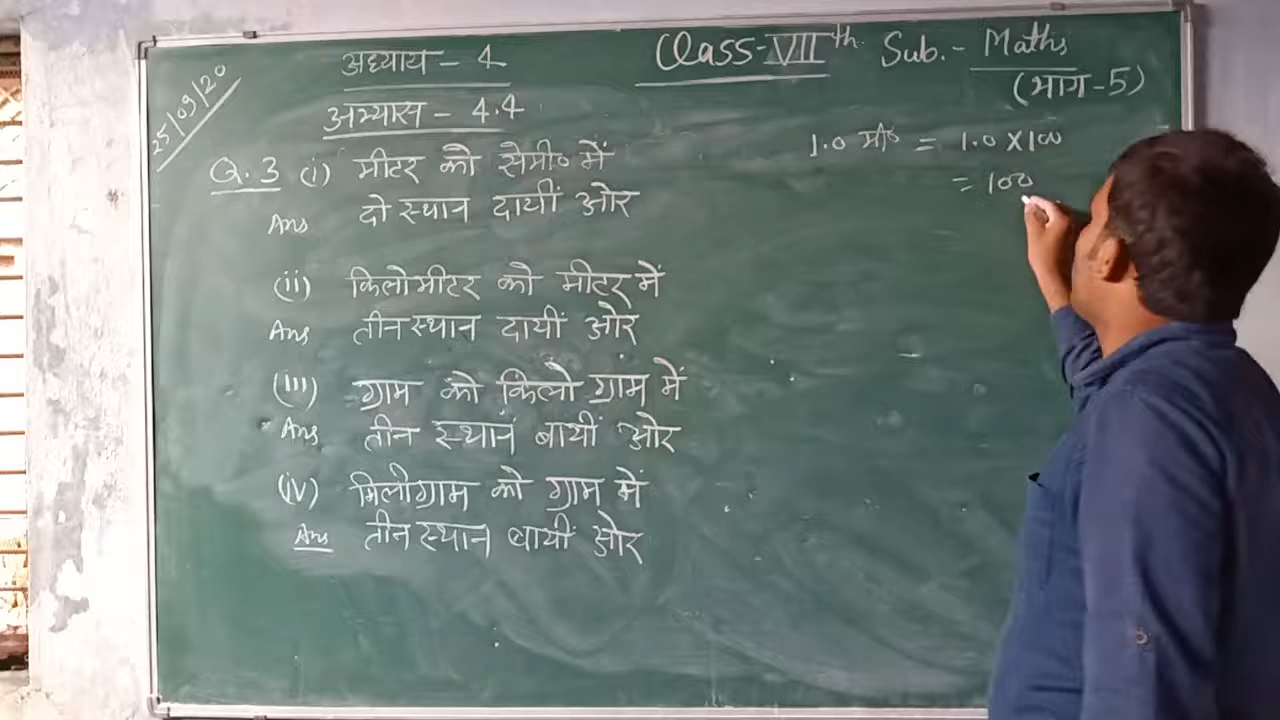 25/09/20
अध्याय - 4
Class-VIIth Sub.- Maths
(भाग-5)
अभ्यास - 4.4
Q.3 (i) मीटर को सेमी० में
Ans दो स्थान दायीं ओर
(ii) किलोमीटर को मीटर में
Ans तीन स्थान दायीं ओर
(iii) ग्राम को किलो ग्राम में
Ans तीन स्थान बायीं ओर
(iv) मिलीग्राम को ग्राम में
Ans तीन स्थान बायीं ओर
1.0 मी० = 1.0 X 100
= 100